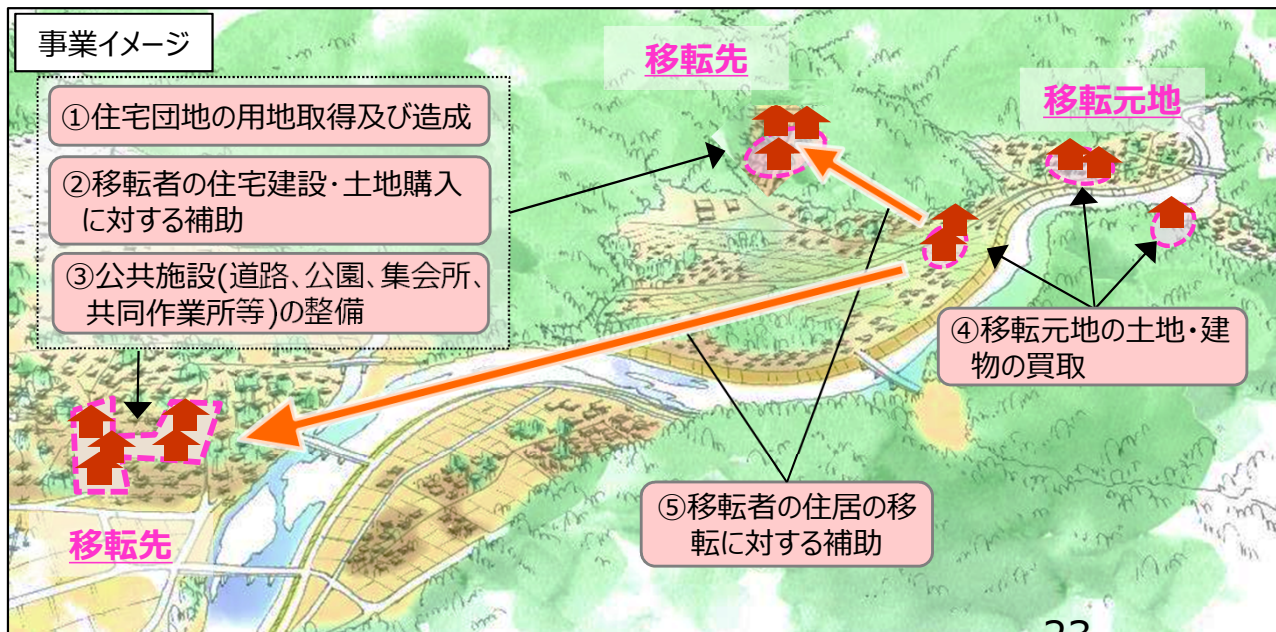 事業イメージ
移転先
移転元地
①住宅団地の用地取得及び造成
②移転者の住宅建設・土地購入
に対する補助
③公共施設(道路、公園、集会所、
共同作業所等)の整備
④移転元地の土地・建
物の買取
⑤移転者の住居の移
転に対する補助
移転先
23